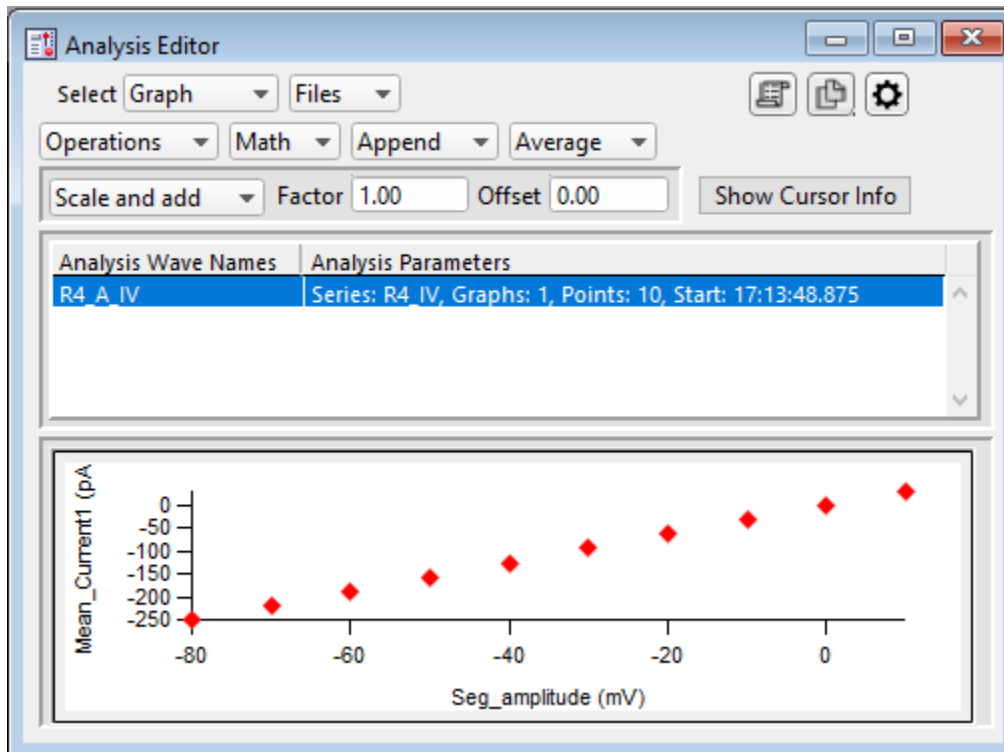 Analysis Editor
Select Graph Files
Operations Math Append Average
Scale and add Factor 1.00 Offset 0.00 Show Cursor Info
Analysis Wave Names Analysis Parameters
R4_A_IV Series: R4_IV, Graphs: 1, Points: 10, Start: 17:13:48.875
Mean_Current1 (pA
0
-50
-100
-150
-200
-250
-80 -60 -40 -20 0
Seg_amplitude (mV)